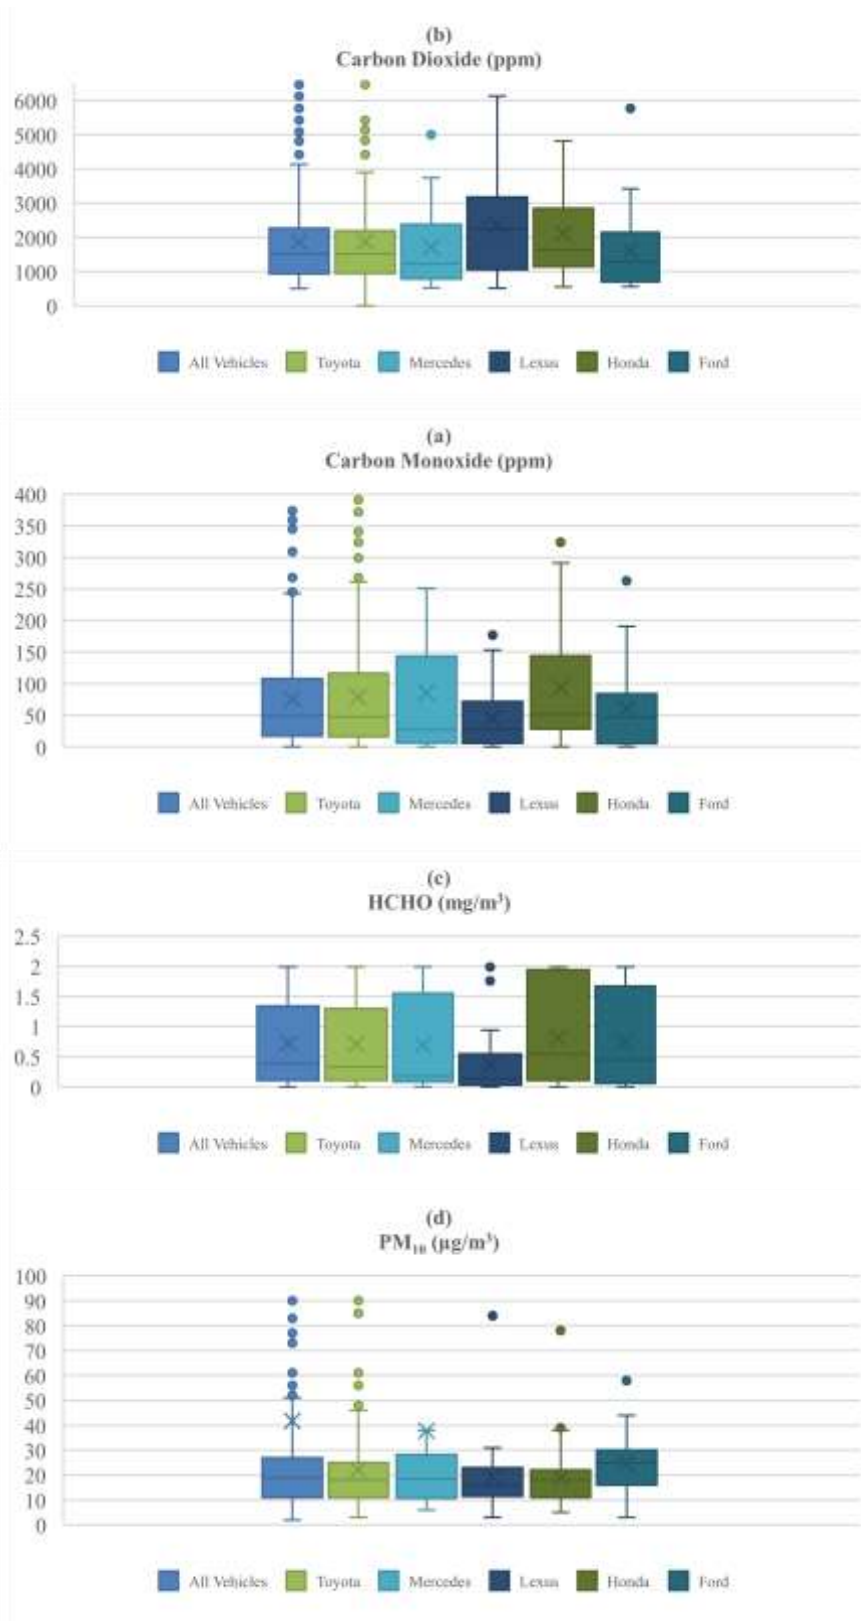 (b)
Carbon Dioxide (ppm)
6000
5000
4000
3000
2000
1000
0
All Vehicles Toyota Mercedes Lexus Honda Ford
(a)
Carbon Monoxide (ppm)
400
350
300
250
200
150
100
50
0
All Vehicles Toyota Mercedes Lexus Honda Ford
(c)
HCHO (mg/m³)
2.5
2
1.5
1
0.5
0
All Vehicles Toyota Mercedes Lexus Honda Ford
(d)
PM₁₀ (µg/m³)
100
90
80
70
60
50
40
30
20
10
0
All Vehicles Toyota Mercedes Lexus Honda Ford